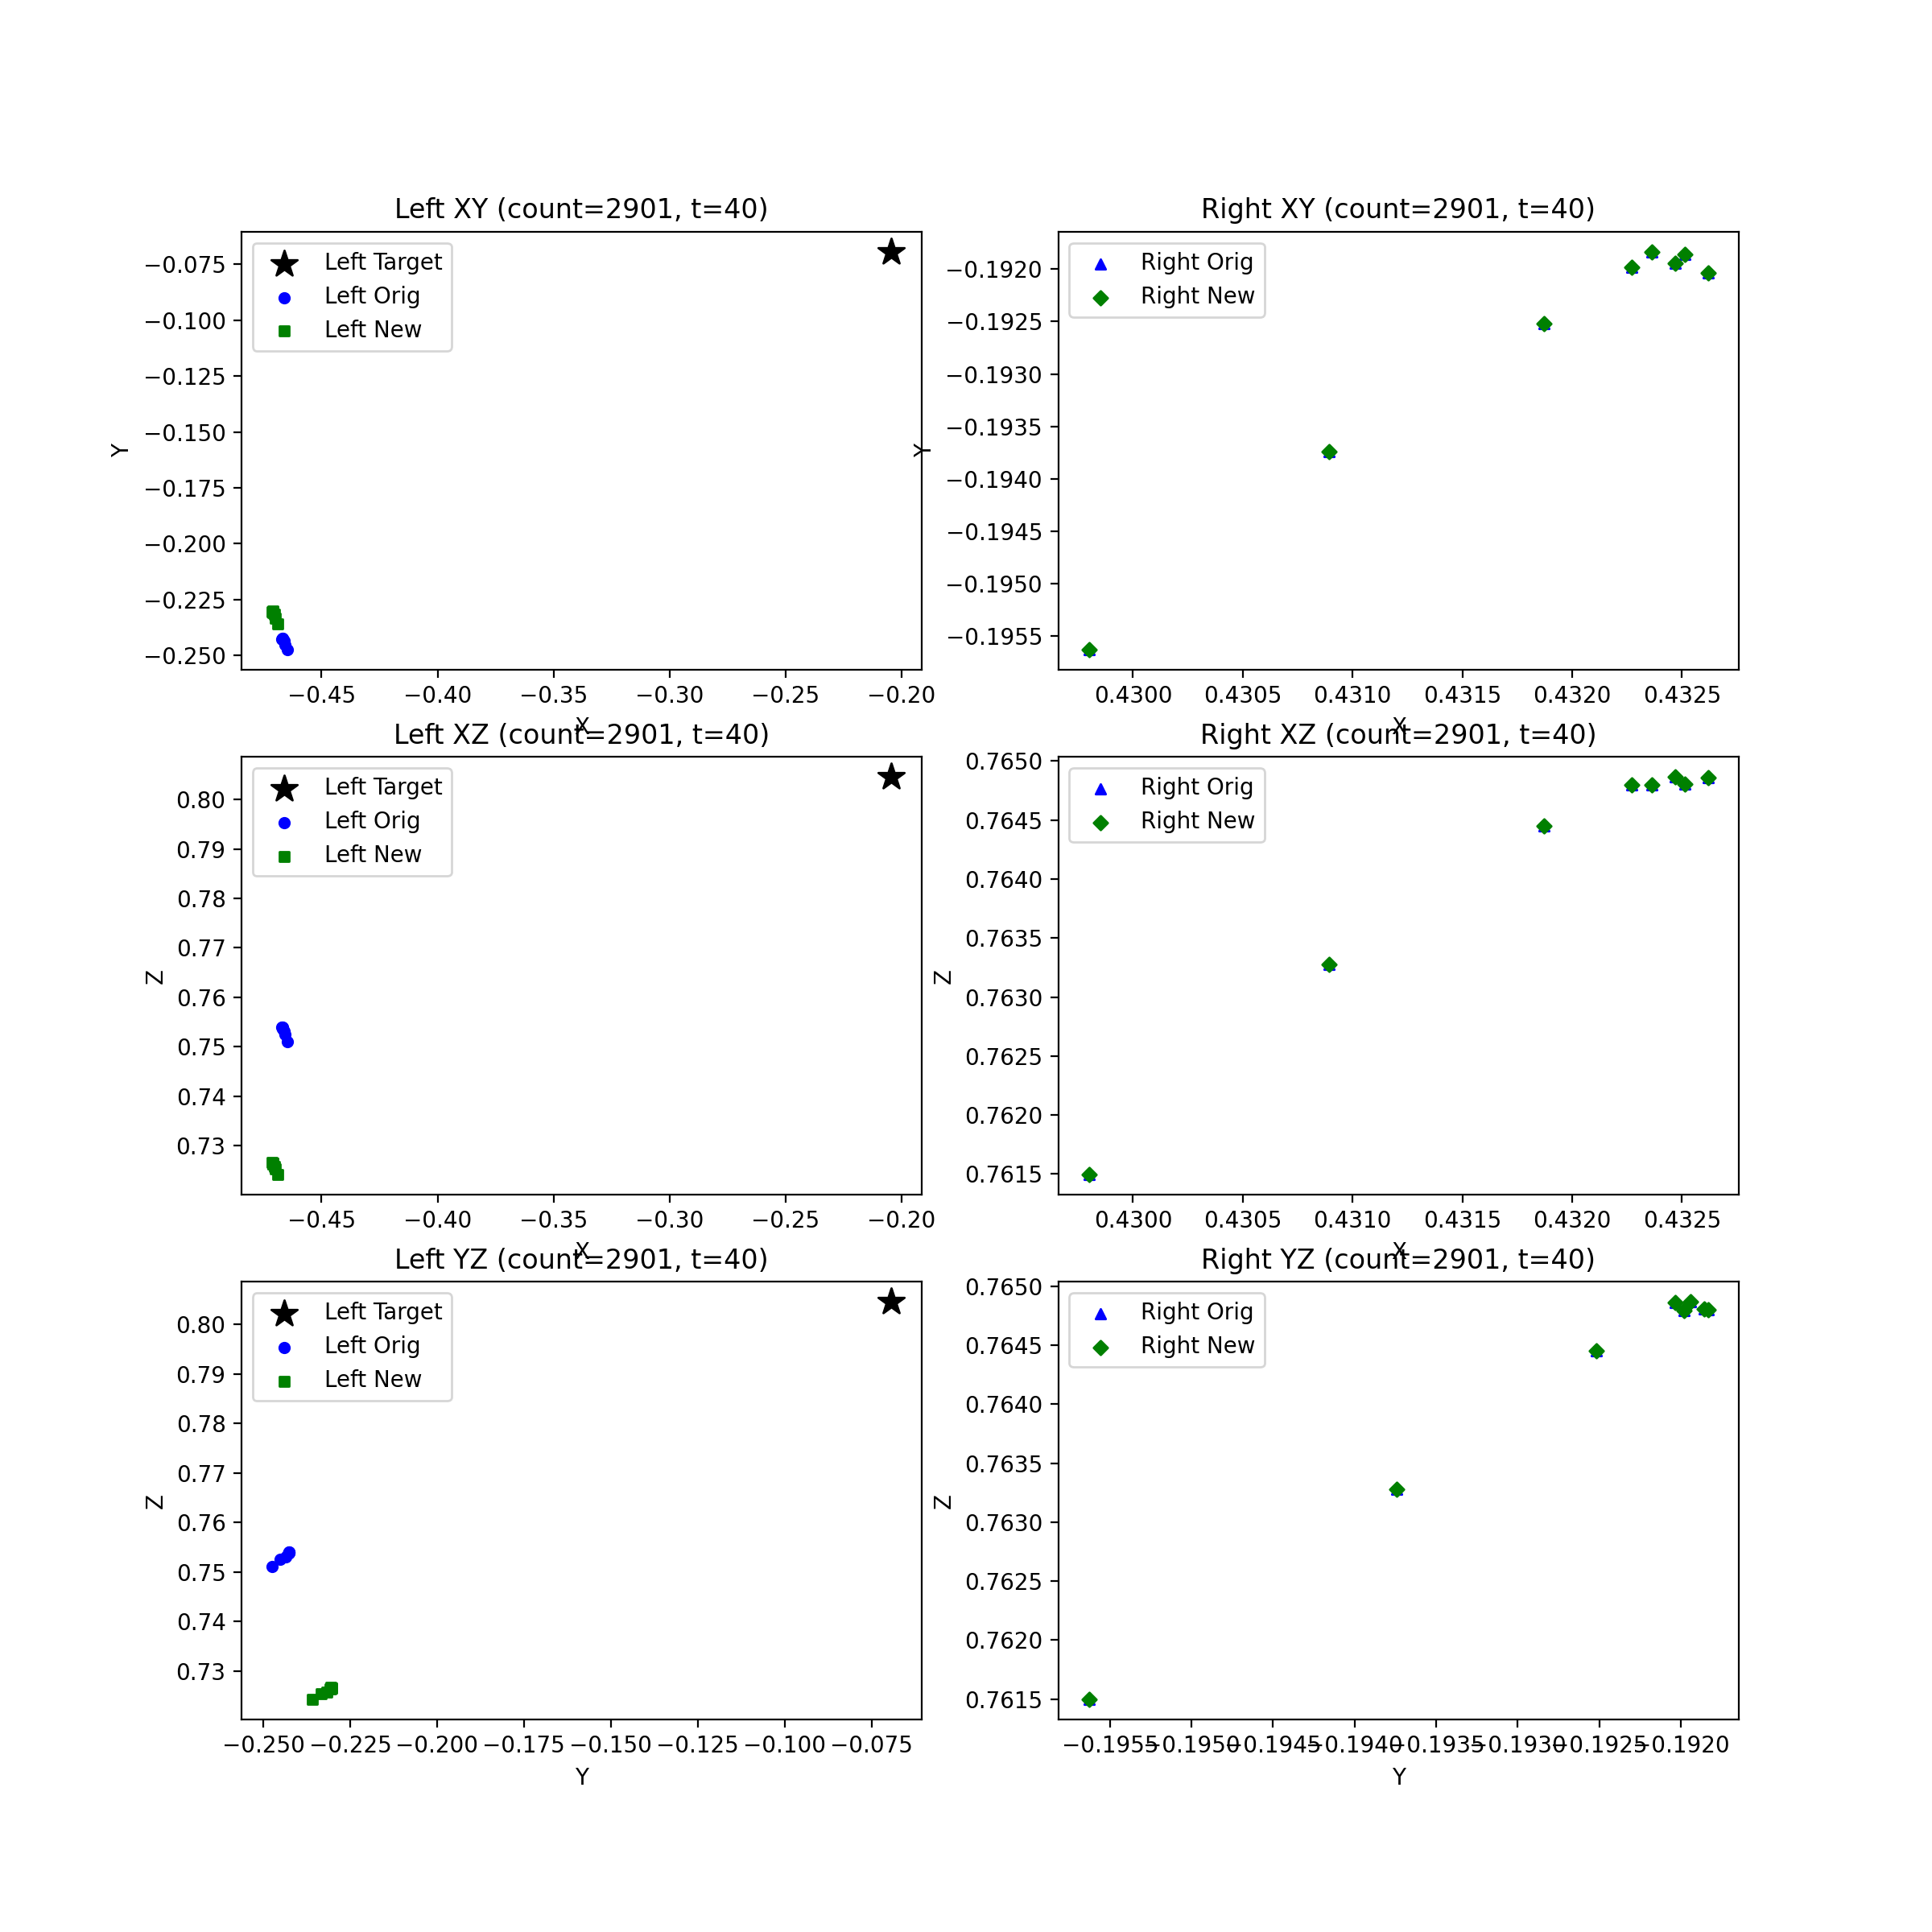 Left XY (count=2901, t=40)
Left Target
Left Orig
Left New
−0.075
−0.100
−0.125
−0.150
−0.175
−0.200
−0.225
−0.250
Y
−0.45
−0.40
−0.35
−0.30
−0.25
−0.20
X
Right XY (count=2901, t=40)
Right Orig
Right New
−0.1920
−0.1925
−0.1930
−0.1935
−0.1940
−0.1945
−0.1950
−0.1955
Y
0.4300
0.4305
0.4310
0.4315
0.4320
0.4325
X
Left XZ (count=2901, t=40)
Left Target
Left Orig
Left New
0.80
0.79
0.78
0.77
0.76
0.75
0.74
0.73
Z
−0.45
−0.40
−0.35
−0.30
−0.25
−0.20
X
Right XZ (count=2901, t=40)
Right Orig
Right New
0.7650
0.7645
0.7640
0.7635
0.7630
0.7625
0.7620
0.7615
Z
0.4300
0.4305
0.4310
0.4315
0.4320
0.4325
X
Left YZ (count=2901, t=40)
Left Target
Left Orig
Left New
0.80
0.79
0.78
0.77
0.76
0.75
0.74
0.73
Z
−0.250
−0.225
−0.200
−0.175
−0.150
−0.125
−0.100
−0.075
Y
Right YZ (count=2901, t=40)
Right Orig
Right New
0.7650
0.7645
0.7640
0.7635
0.7630
0.7625
0.7620
0.7615
Z
−0.1955
−0.1950
−0.1945
−0.1940
−0.1935
−0.1930
−0.1925
−0.1920
Y